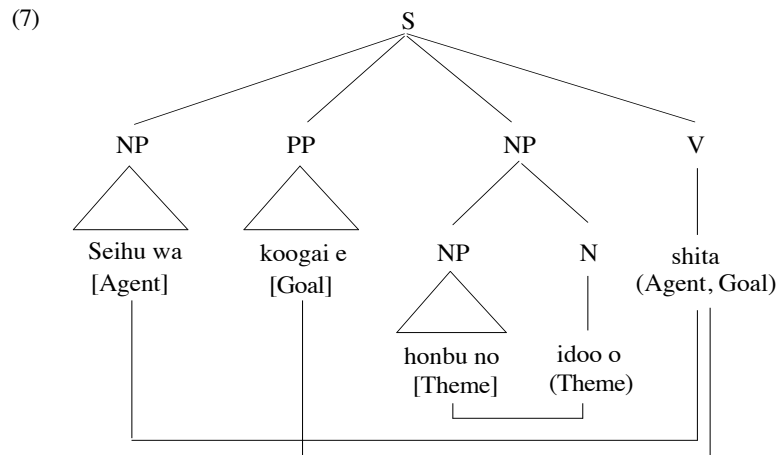 (7)
S
NP PP NP V
Seihu wa koogai e NP N shita
[Agent] [Goal] (Agent, Goal)
honbu no idoo o
[Theme] (Theme)